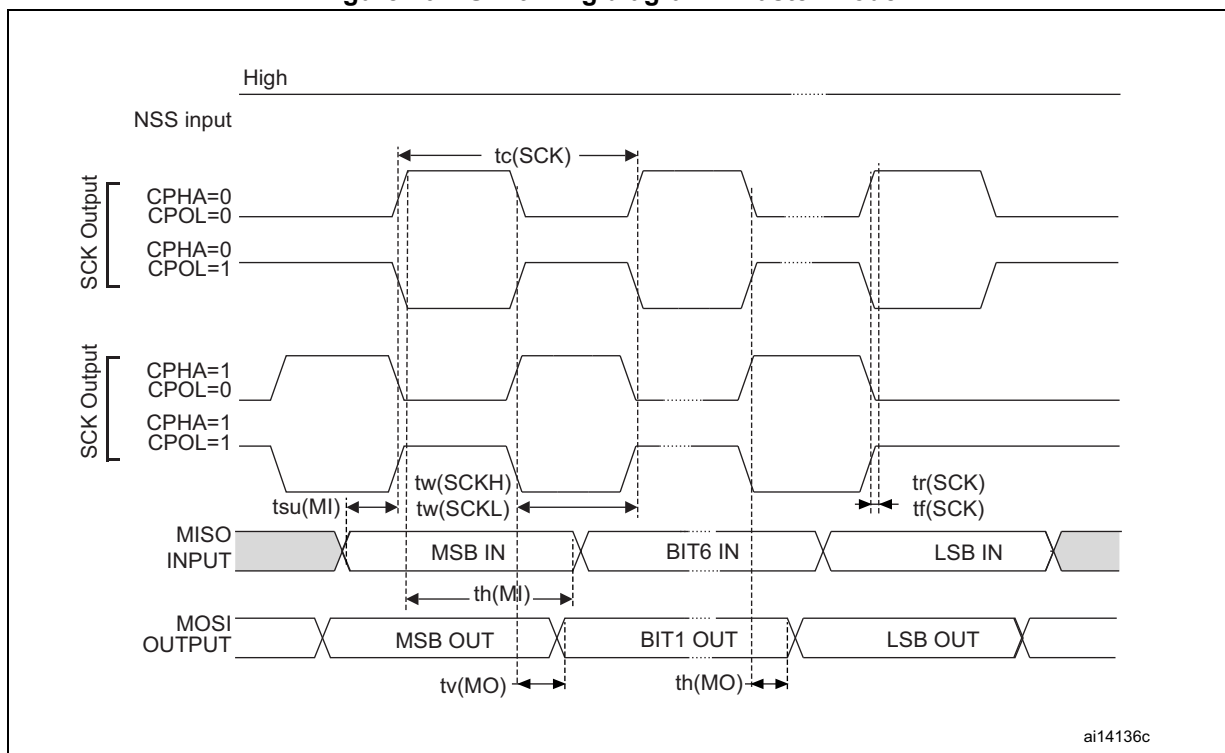 High
NSS input
tc(SCK)
SCK Output
CPHA=0
CPOL=0
CPHA=0
CPOL=1
SCK Output
CPHA=1
CPOL=0
CPHA=1
CPOL=1
tw(SCKH)
tw(SCKL)
tr(SCK)
tf(SCK)
tsu(MI)
MISO
INPUT
MSB IN
BIT6 IN
LSB IN
th(MI)
MOSI
OUTPUT
MSB OUT
BIT1 OUT
LSB OUT
tv(MO)
th(MO)
ai14136c